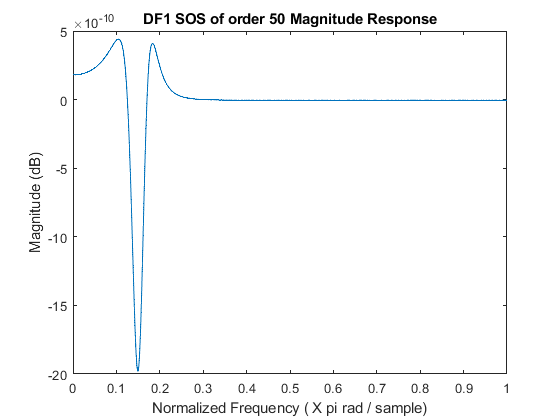 DF1 SOS of order 50 Magnitude Response
×10-10
5
0
-5
-10
-15
-20
Magnitude (dB)
0 0.1 0.2 0.3 0.4 0.5 0.6 0.7 0.8 0.9 1
Normalized Frequency ( X pi rad / sample)